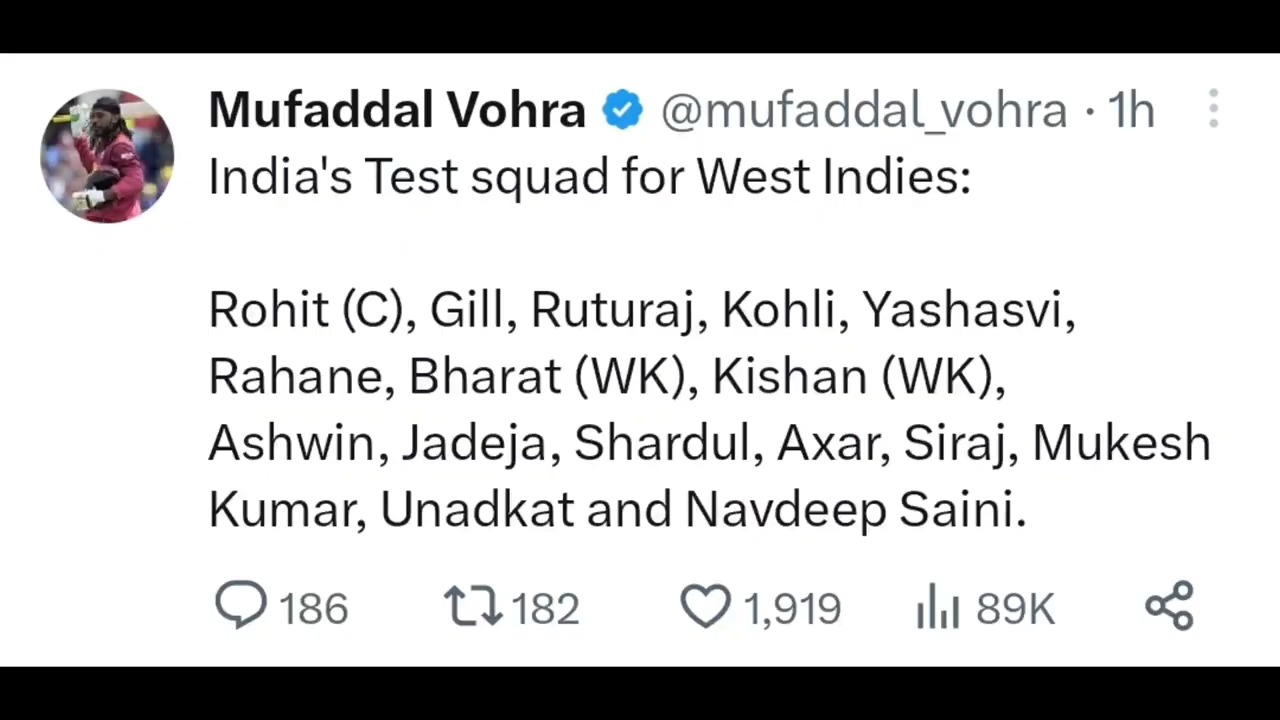 Mufaddal Vohra @mufaddal_vohra · 1h
India's Test squad for West Indies:
Rohit (C), Gill, Ruturaj, Kohli, Yashasvi,
Rahane, Bharat (WK), Kishan (WK),
Ashwin, Jadeja, Shardul, Axar, Siraj, Mukesh
Kumar, Unadkat and Navdeep Saini.
186 182 1,919 89K